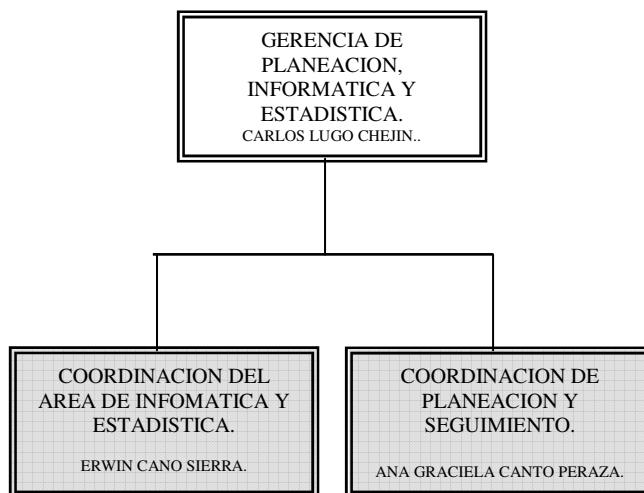 GERENCIA DE
PLANEACION,
INFORMATICA Y
ESTADISTICA.
CARLOS LUGO CHEJIN..
COORDINACION DEL
AREA DE INFOMATICA Y
ESTADISTICA.
ERWIN CANO SIERRA.
COORDINACION DE
PLANEACION Y
SEGUIMIENTO.
ANA GRACIELA CANTO PERAZA.